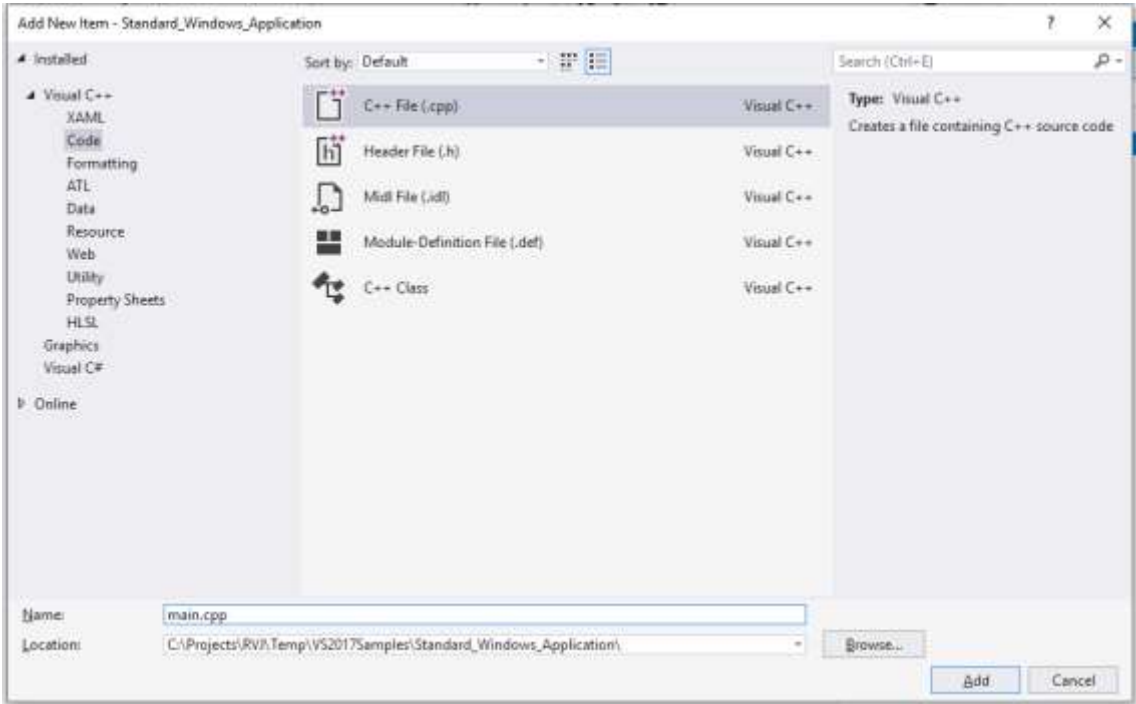 Add New Item - Standard_Windows_Application
? ×
Installed
Visual C++
XAML
Code
Formatting
ATL
Data
Resource
Web
Utility
Property Sheets
HLSL
Graphics
Visual C#
Online
Sort by: Default
C++ File (.cpp) Visual C++
Header File (.h) Visual C++
Midl File (.idl) Visual C++
Module-Definition File (.def) Visual C++
C++ Class Visual C++
Search (Ctrl+E)
Type: Visual C++
Creates a file containing C++ source code
Name: main.cpp
Location: C:\Projects\RVJ\Temp\VS2017Samples\Standard_Windows_Application\
Browse...
Add Cancel